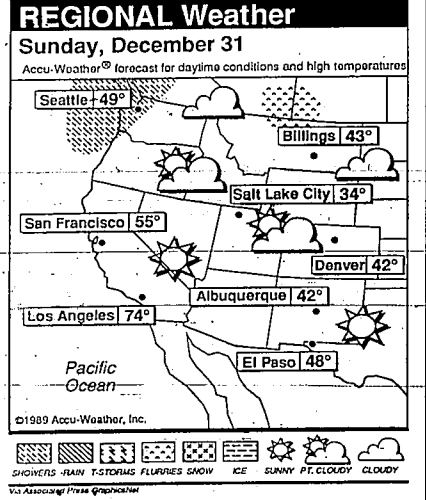 REGIONAL Weather
Sunday, December 31
Accu-Weather® forecast for daytime conditions and high temperatures
Seattle 49°
Billings 43°
Salt Lake City 34°
San Francisco 55°
Denver 42°
Albuquerque 42°
Los Angeles 74°
El Paso 48°
Pacific
Ocean
©1989 Accu-Weather, Inc.
SHOWERS RAIN T-STORMS FLURRIES SNOW ICE SUNNY PT. CLOUDY CLOUDY
Via Associated Press GraphicsNet